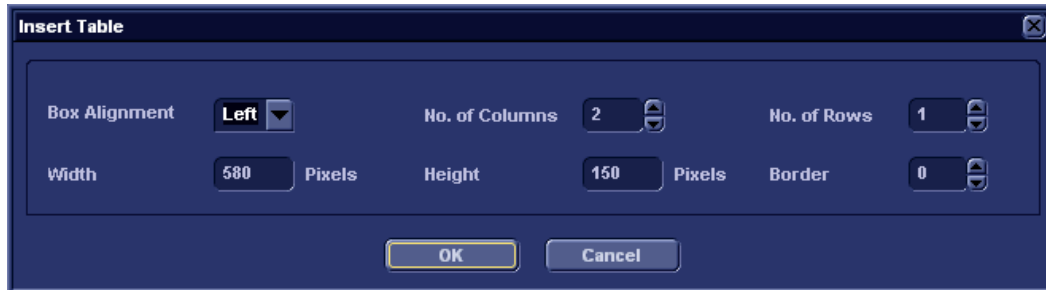 Insert Table
Box Alignment Left No. of Columns 2 No. of Rows 1
Width 580 Pixels Height 150 Pixels Border 0
OK Cancel